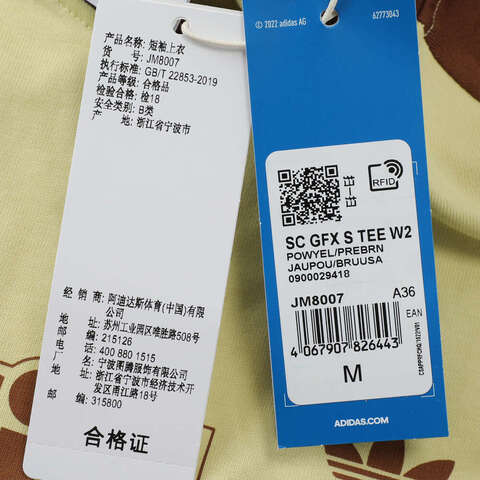 产品名称: 短袖上衣
货 号: JM8007
执行标准: GB/T 22853-2019
产品等级: 合格品
检验合格: 检18
安全类别: B类
产 地: 浙江省宁波市
经 销 商: 阿迪达斯体育(中国)有限
公司
地 址: 苏州工业园区唯胜路508号
邮 编: 215126
电 话: 400 880 1515
厂 名: 宁波图腾服饰有限公司
地 址: 浙江省宁波市经济技术开
发区甬江路18号
邮 编: 315800
合格证
© 2022 adidas AG
62773043
RFID
SC GFX S TEE W2
POWYEL/PREBRN
JAUPOU/BRUUSA
0900029418
JM8007
A36
EAN
4 067907 826443
M
ADIDAS.COM